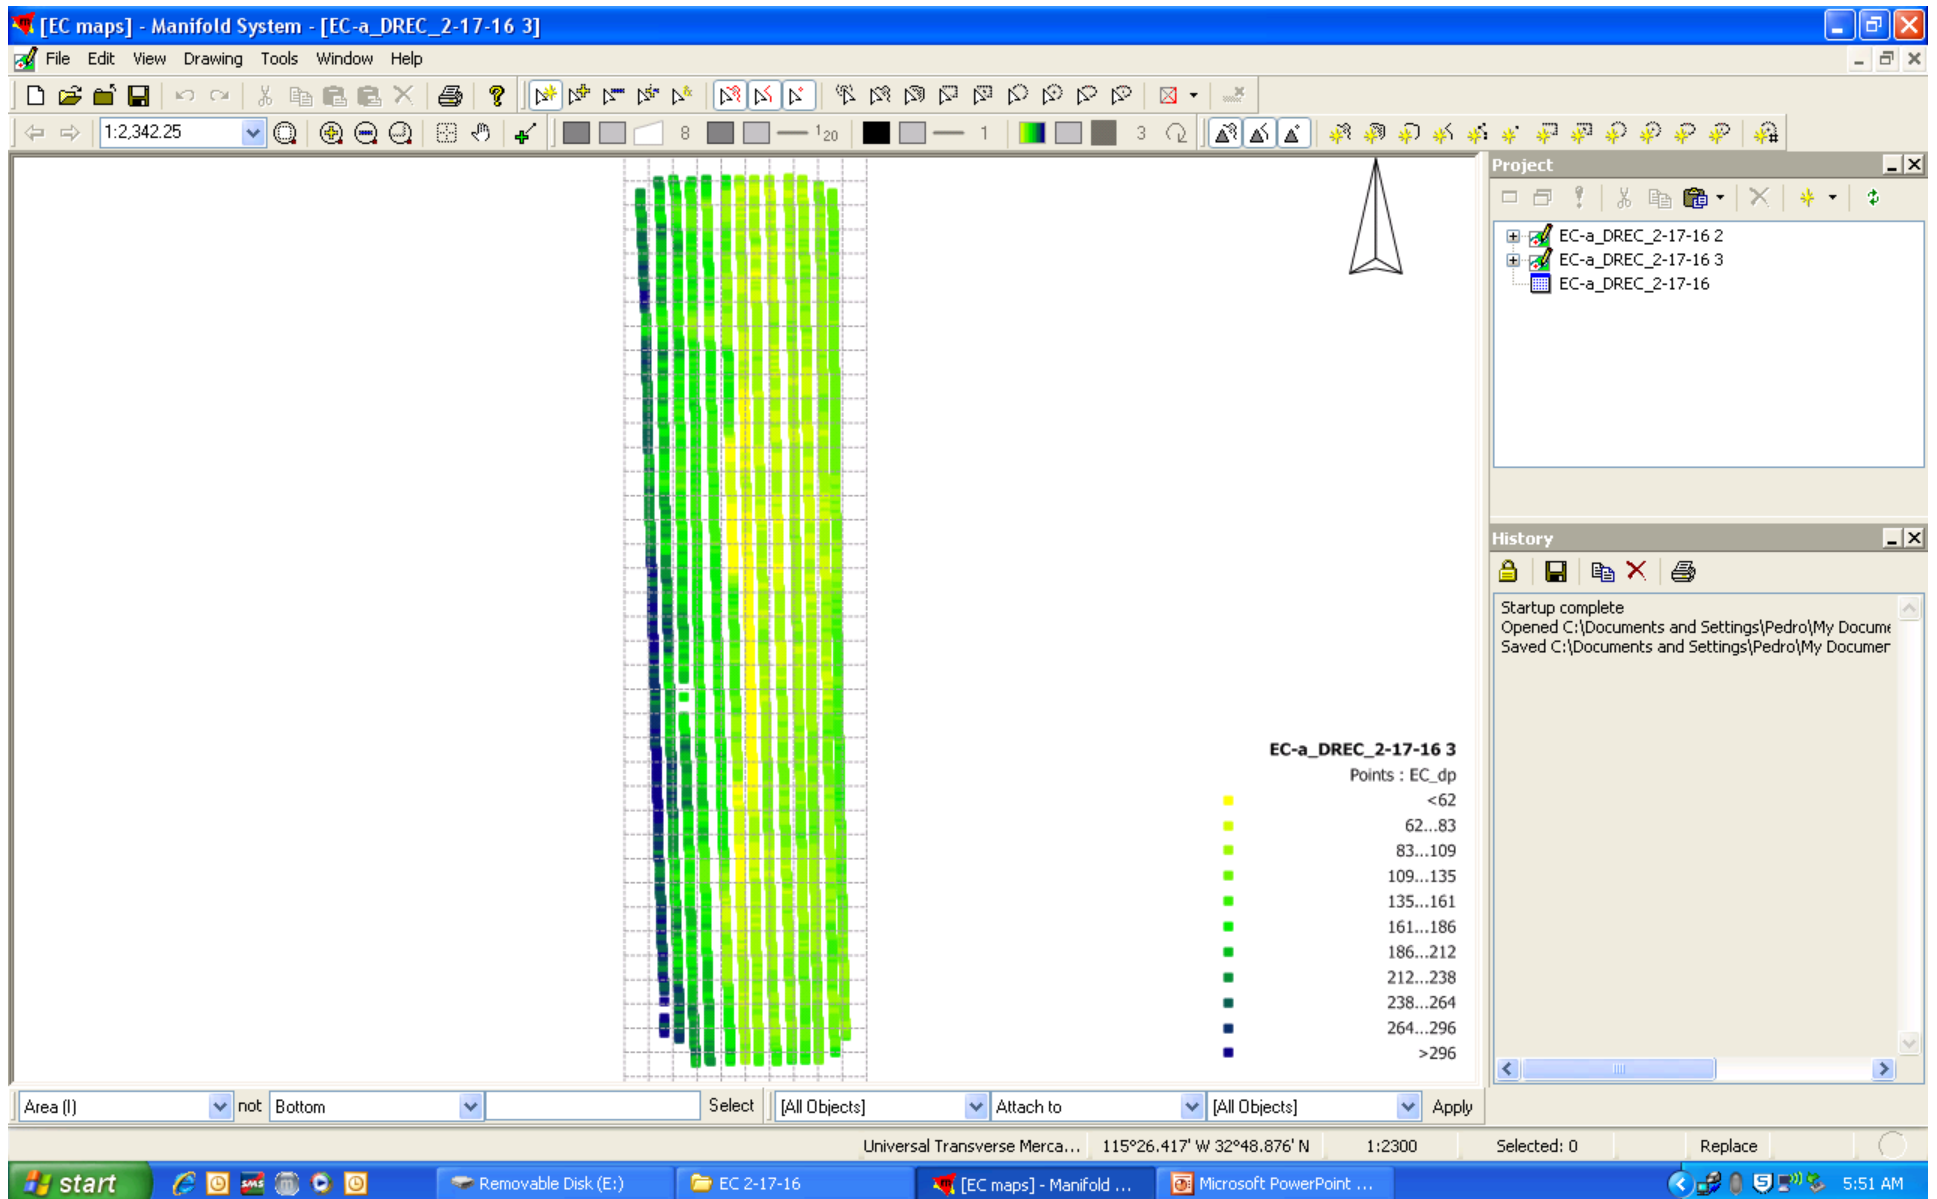 [EC maps] - Manifold System - [EC-a_DREC_2-17-16 3]
File Edit View Drawing Tools Window Help
1:2,342.25
8
120
1
3
Project
EC-a_DREC_2-17-16 2
EC-a_DREC_2-17-16 3
EC-a_DREC_2-17-16
History
Startup complete
Opened C:\Documents and Settings\Pedro\My Docume
Saved C:\Documents and Settings\Pedro\My Documen
EC-a_DREC_2-17-16 3
Points : EC_dp
<62
62...83
83...109
109...135
135...161
161...186
186...212
212...238
238...264
264...296
>296
Area (I) not Bottom Select [All Objects] Attach to [All Objects] Apply
Universal Transverse Merca... 115°26.417' W 32°48.876' N 1:2300 Selected: 0 Replace
start SMS Removable Disk (E:) EC 2-17-16 [EC maps] - Manifold ... Microsoft PowerPoint ... 5:51 AM